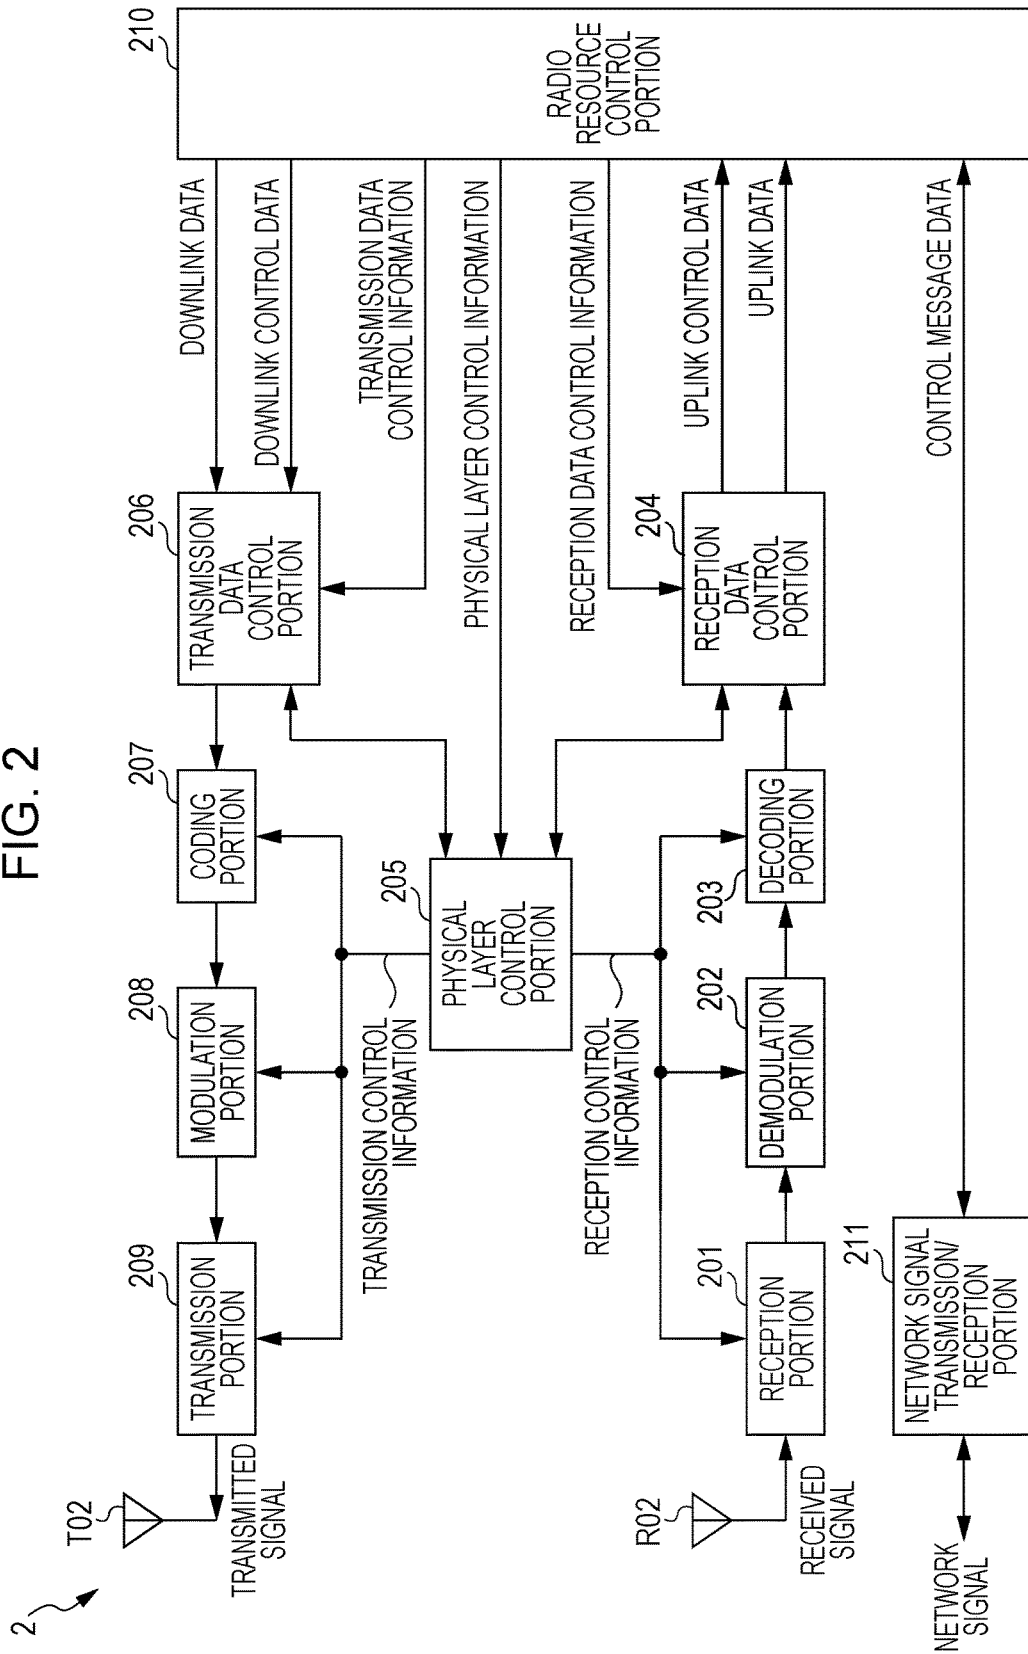 FIG. 2
2
T02
TRANSMITTED
SIGNAL
209
TRANSMISSION
PORTION
208
MODULATION
PORTION
207
CODING
PORTION
206
TRANSMISSION
DATA
CONTROL
PORTION
DOWNLINK DATA
DOWNLINK CONTROL DATA
TRANSMISSION DATA
CONTROL INFORMATION
PHYSICAL LAYER CONTROL INFORMATION
RECEPTION DATA CONTROL INFORMATION
UPLINK CONTROL DATA
UPLINK DATA
CONTROL MESSAGE DATA
210
RADIO
RESOURCE
CONTROL
PORTION
TRANSMISSION CONTROL
INFORMATION
205
PHYSICAL
LAYER
CONTROL
PORTION
RECEPTION CONTROL
INFORMATION
R02
RECEIVED
SIGNAL
201
RECEPTION
PORTION
202
DEMODULATION
PORTION
203
DECODING
PORTION
204
RECEPTION
DATA
CONTROL
PORTION
NETWORK
SIGNAL
211
NETWORK SIGNAL
TRANSMISSION/
RECEPTION
PORTION